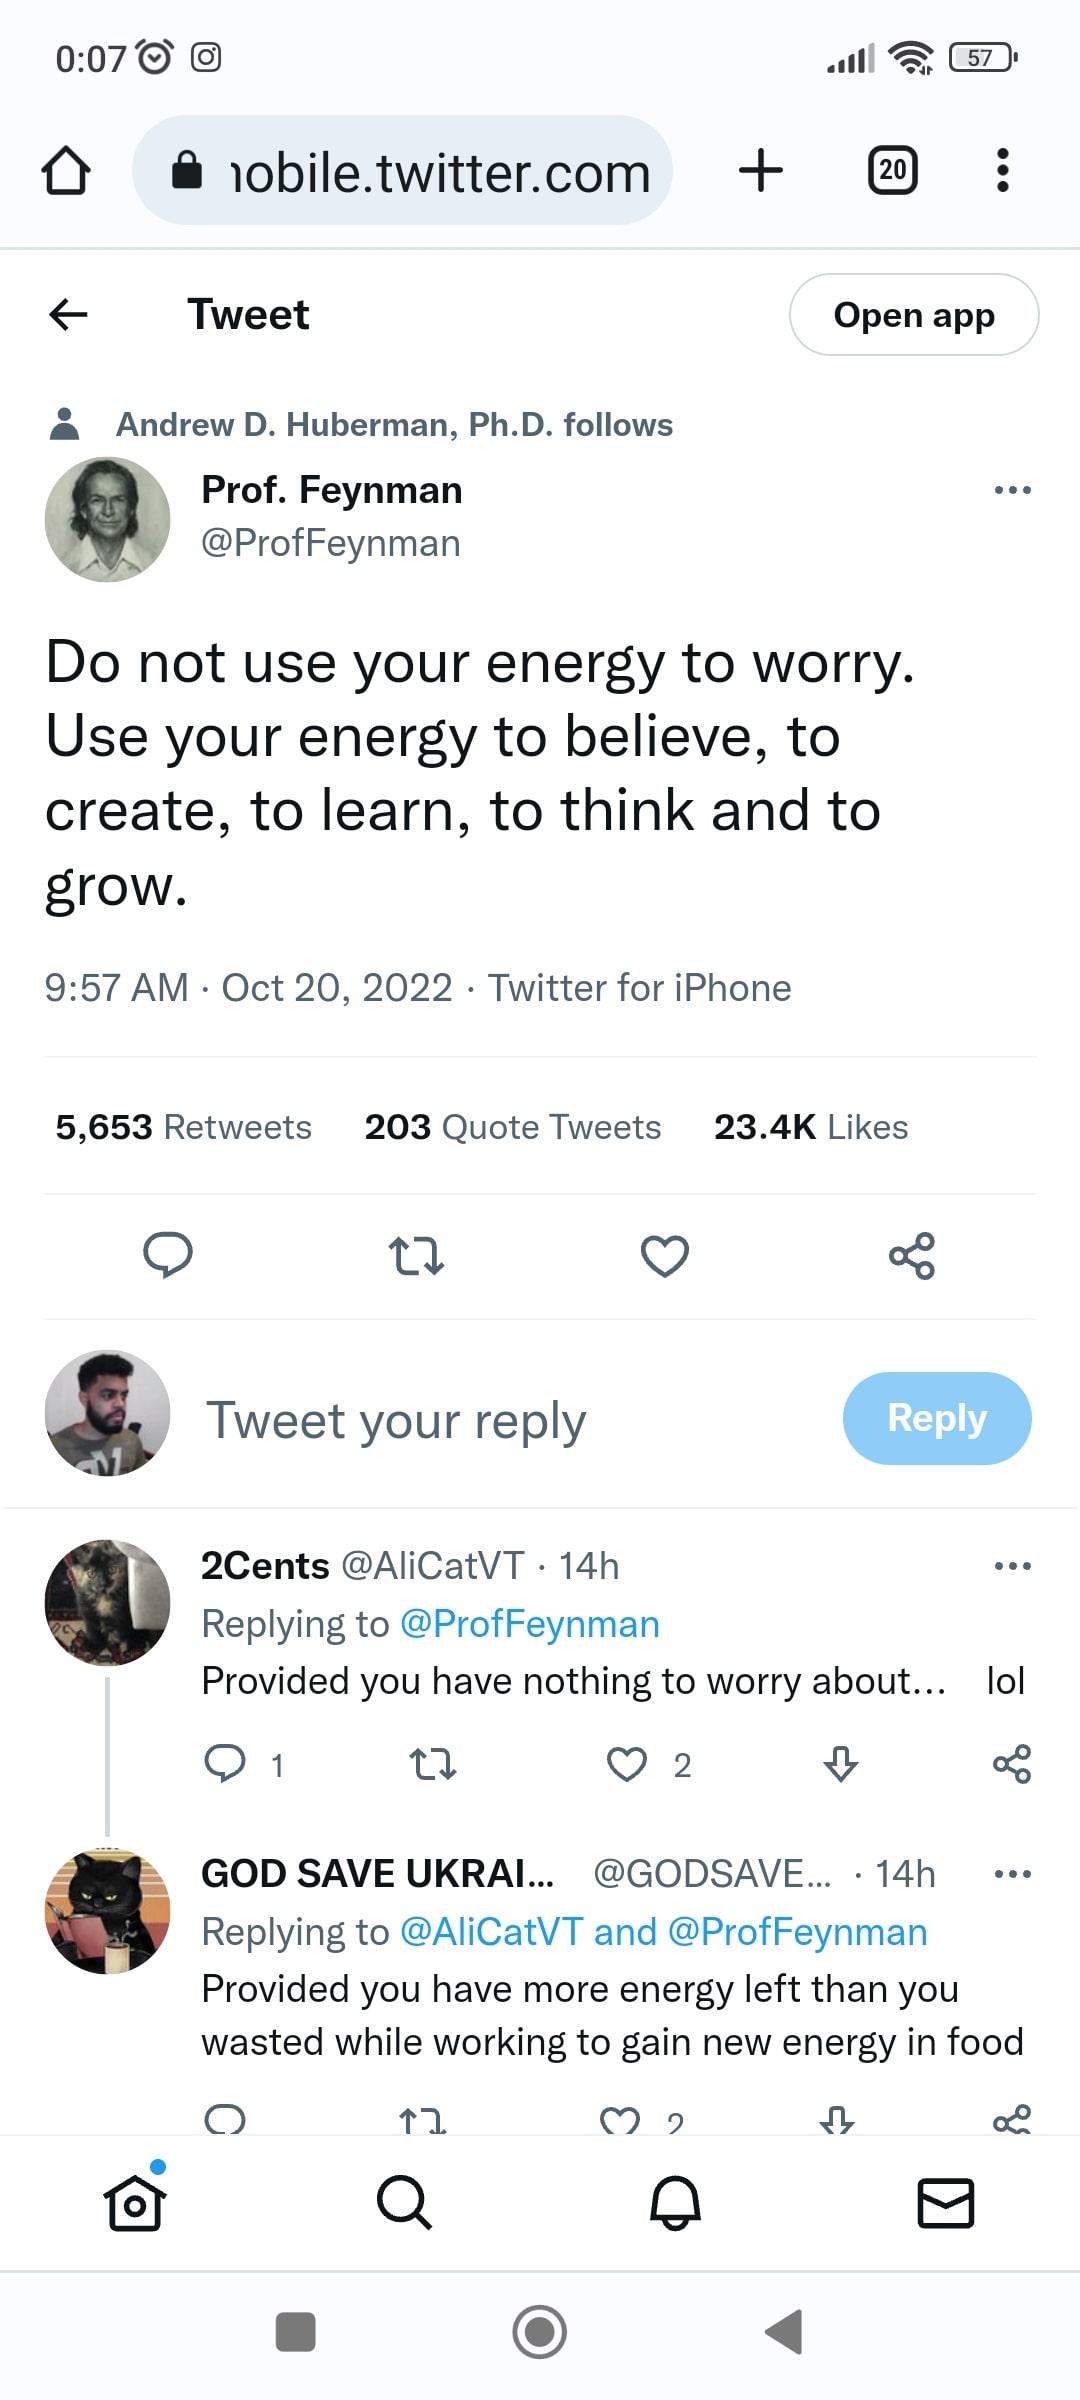 0:07
57
nobile.twitter.com
20
Tweet
Open app
Andrew D. Huberman, Ph.D. follows
Prof. Feynman
@ProfFeynman
Do not use your energy to worry.
Use your energy to believe, to
create, to learn, to think and to
grow.
9:57 AM · Oct 20, 2022 · Twitter for iPhone
5,653 Retweets 203 Quote Tweets 23.4K Likes
Tweet your reply
Reply
2Cents @AliCatVT · 14h
Replying to @ProfFeynman
Provided you have nothing to worry about... lol
1 2
GOD SAVE UKRAI... @GODSAVE... · 14h
Replying to @AliCatVT and @ProfFeynman
Provided you have more energy left than you
wasted while working to gain new energy in food
2